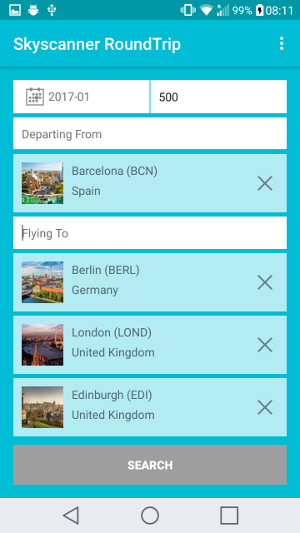 99% 08:11
Skyscanner RoundTrip
2017-01 500
Departing From
Barcelona (BCN)
Spain
Flying To
Berlin (BERL)
Germany
London (LOND)
United Kingdom
Edinburgh (EDI)
United Kingdom
SEARCH